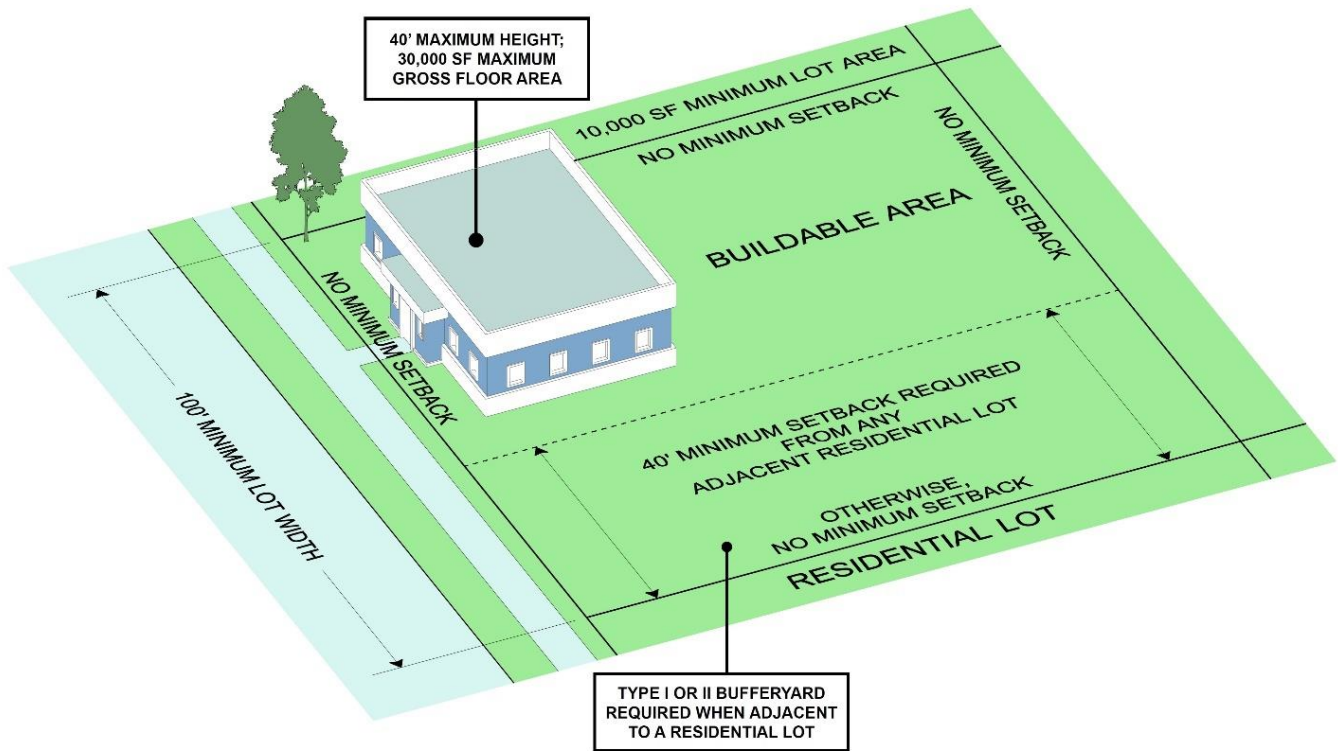 40' MAXIMUM HEIGHT;
30,000 SF MAXIMUM
GROSS FLOOR AREA
10,000 SF MINIMUM LOT AREA
NO MINIMUM SETBACK
NO MINIMUM SETBACK
BUILDABLE AREA
NO MINIMUM SETBACK
100' MINIMUM LOT WIDTH
40' MINIMUM SETBACK REQUIRED
FROM ANY
ADJACENT RESIDENTIAL LOT
OTHERWISE,
NO MINIMUM SETBACK
RESIDENTIAL LOT
TYPE I OR II BUFFERYARD
REQUIRED WHEN ADJACENT
TO A RESIDENTIAL LOT